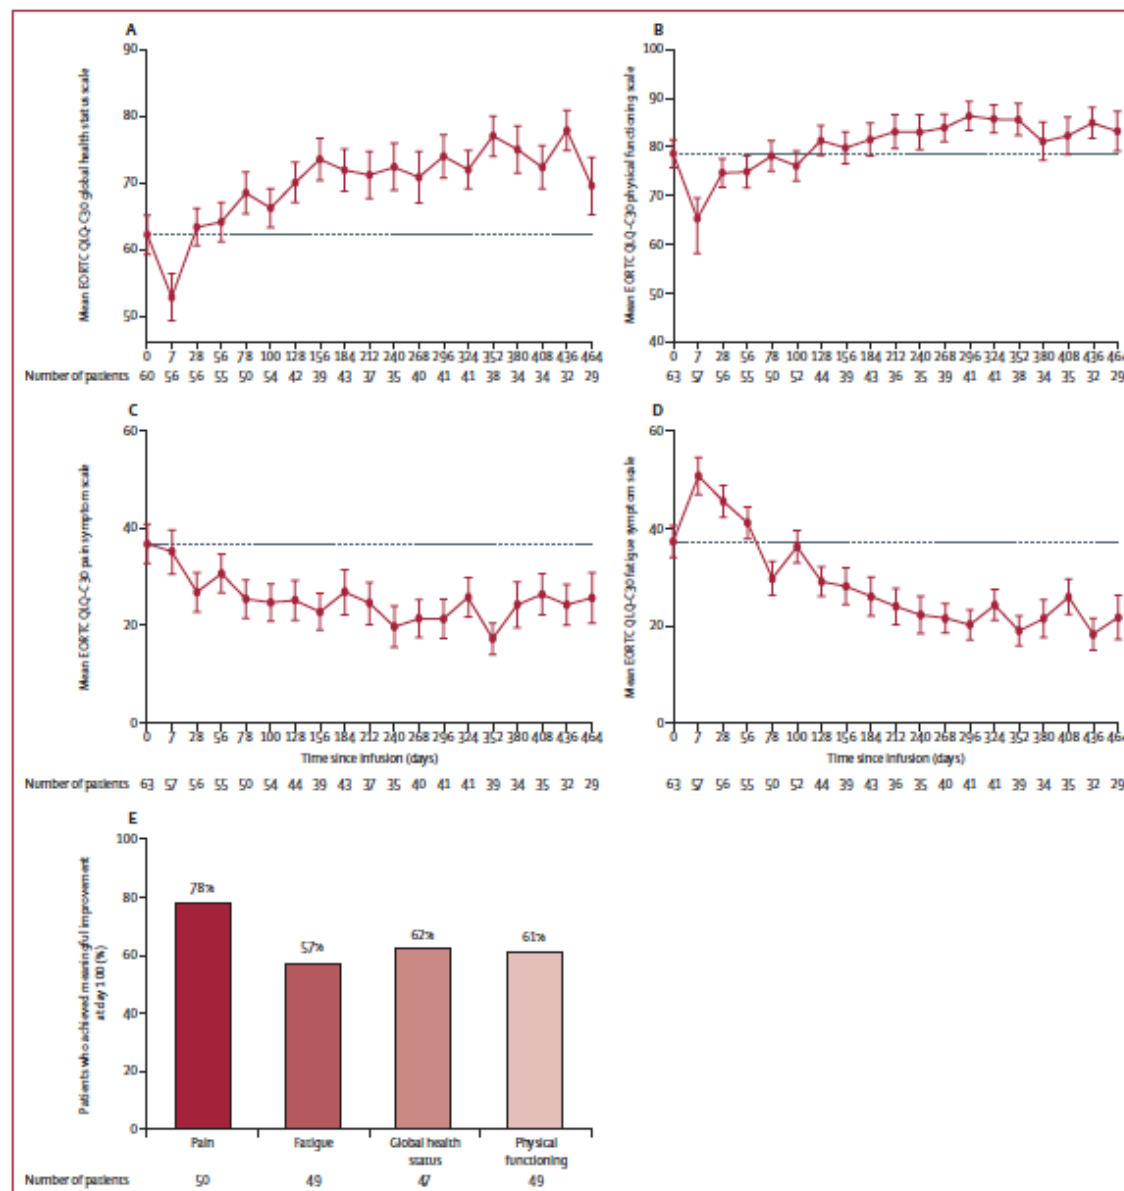 A
Mean EORTC QLQ-C30 global health status scale
90
80
70
60
50
0 7 28 56 78 100 128 156 184 212 240 268 296 324 352 380 408 436 464
Number of patients 60 56 56 55 50 54 42 39 43 37 35 40 41 41 38 34 34 32 29
B
Mean EORTC QLQ-C30 physical functioning scale
100
90
80
70
60
50
40
0 7 28 56 78 100 128 156 184 212 240 268 296 324 352 380 408 436 464
63 57 56 55 50 52 44 39 43 36 35 39 41 41 38 34 35 32 29
C
Mean EORTC QLQ-C30 pain symptom scale
60
40
20
0
0 7 28 56 78 100 128 156 184 212 240 268 296 324 352 380 408 436 464
Time since infusion (days)
Number of patients 63 57 56 55 50 54 44 39 43 37 35 40 41 41 39 34 35 32 29
D
Mean EORTC QLQ-C30 fatigue symptom scale
60
40
20
0
0 7 28 56 78 100 128 156 184 212 240 268 296 324 352 380 408 436 464
Time since infusion (days)
63 57 56 55 50 52 44 39 43 36 35 39 41 41 39 34 35 32 29
E
Patients who achieved meaningful improvement
at day 100 (%)
100
80
60
40
20
0
78%
57%
62%
61%
Pain Fatigue Global health status Physical functioning
Number of patients 50 49 47 49